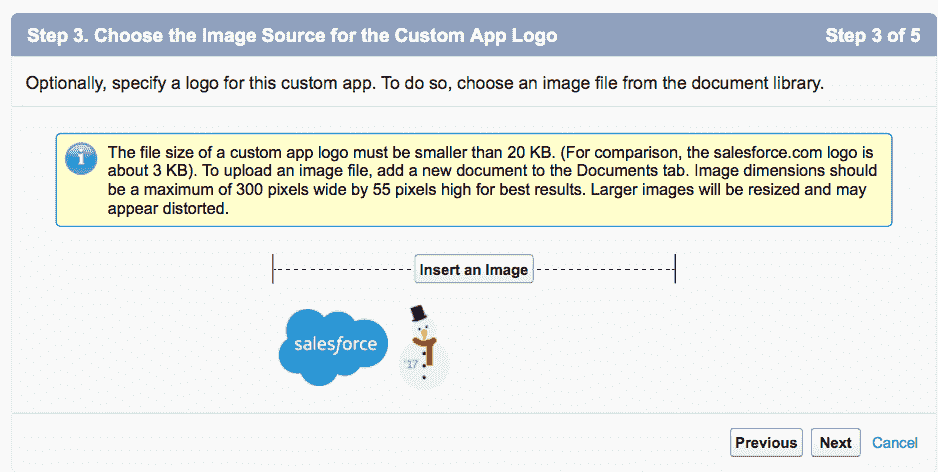 Step 3. Choose the Image Source for the Custom App Logo
Step 3 of 5
Optionally, specify a logo for this custom app. To do so, choose an image file from the document library.
The file size of a custom app logo must be smaller than 20 KB. (For comparison, the salesforce.com logo is
about 3 KB). To upload an image file, add a new document to the Documents tab. Image dimensions should
be a maximum of 300 pixels wide by 55 pixels high for best results. Larger images will be resized and may
appear distorted.
Insert an Image
salesforce
'17
Previous
Next
Cancel